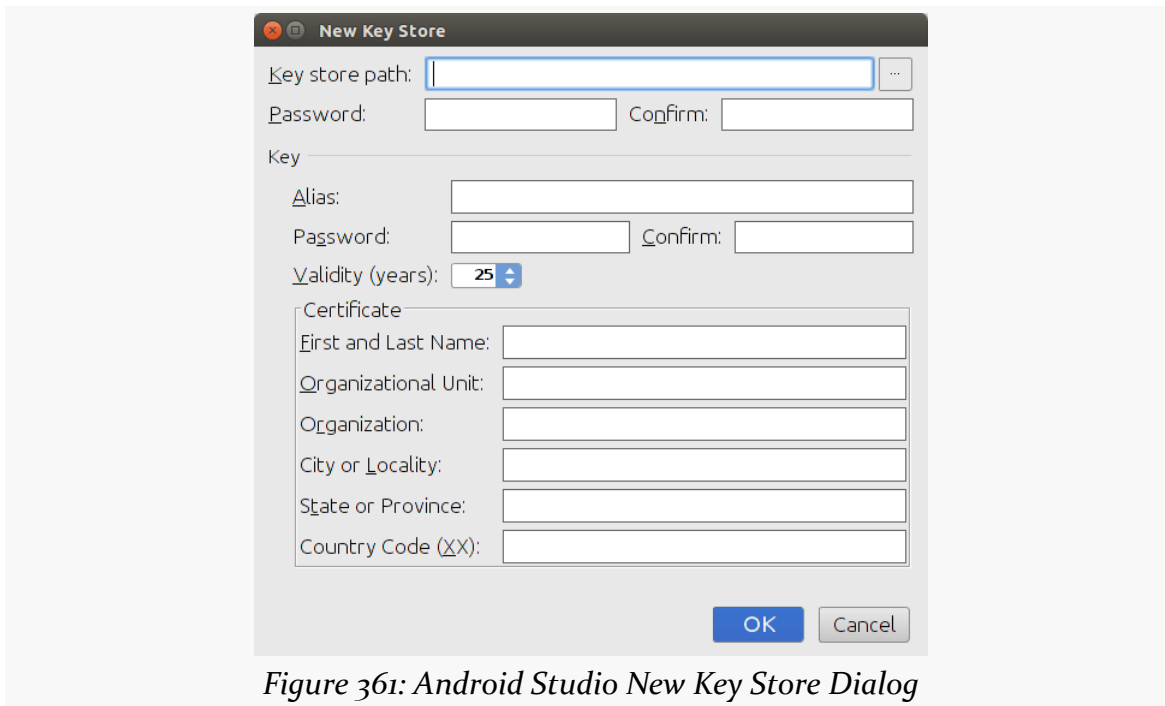 New Key Store
Key store path: ...
Password: Confirm:
Key
Alias:
Password: Confirm:
Validity (years): 25
Certificate
First and Last Name:
Organizational Unit:
Organization:
City or Locality:
State or Province:
Country Code (XX):
OK Cancel
Figure 361: Android Studio New Key Store Dialog